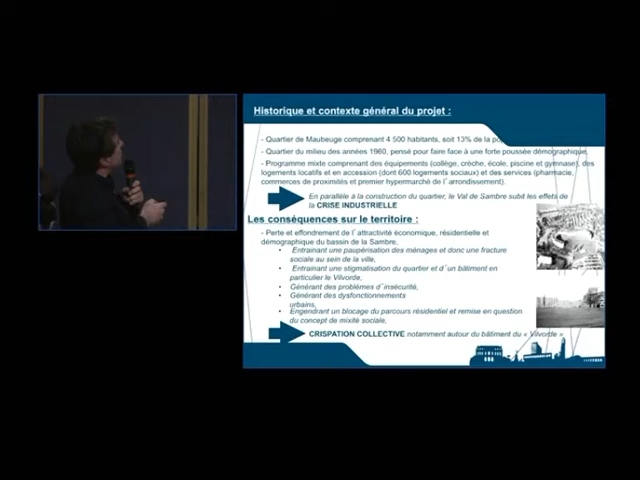 Historique et contexte général du projet :
- Quartier de Maubeuge comprenant 4 500 habitants, soit 13% de la
- Quartier du milieu des années 1960, pensé pour faire face à une forte poussée démographique,
- Programme mixte comprenant des équipements (collège, crèche, école, piscine et gymnase), des
logements locatifs et en accession (dont 600 logements sociaux) et des services (pharmacie,
commerces de proximités et premier hypermarché de l´arrondissement).
En parallèle à la construction du quartier, le Val de Sambre subit les effets de
la CRISE INDUSTRIELLE
Les conséquences sur le territoire :
- Perte et effondrement de l´attractivité économique, résidentielle et
démographique du bassin de la Sambre,
• Entrainant une paupérisation des ménages et donc une fracture
sociale au sein de la ville,
• Entrainant une stigmatisation du quartier et d´un bâtiment en
particulier le Vilvorde,
• Générant des problèmes d´insécurité,
• Générant des dysfonctionnements
urbains,
• Engendrant un blocage du parcours résidentiel et remise en question
du concept de mixité sociale,
CRISPATION COLLECTIVE notamment autour du bâtiment du « Vilvorde »